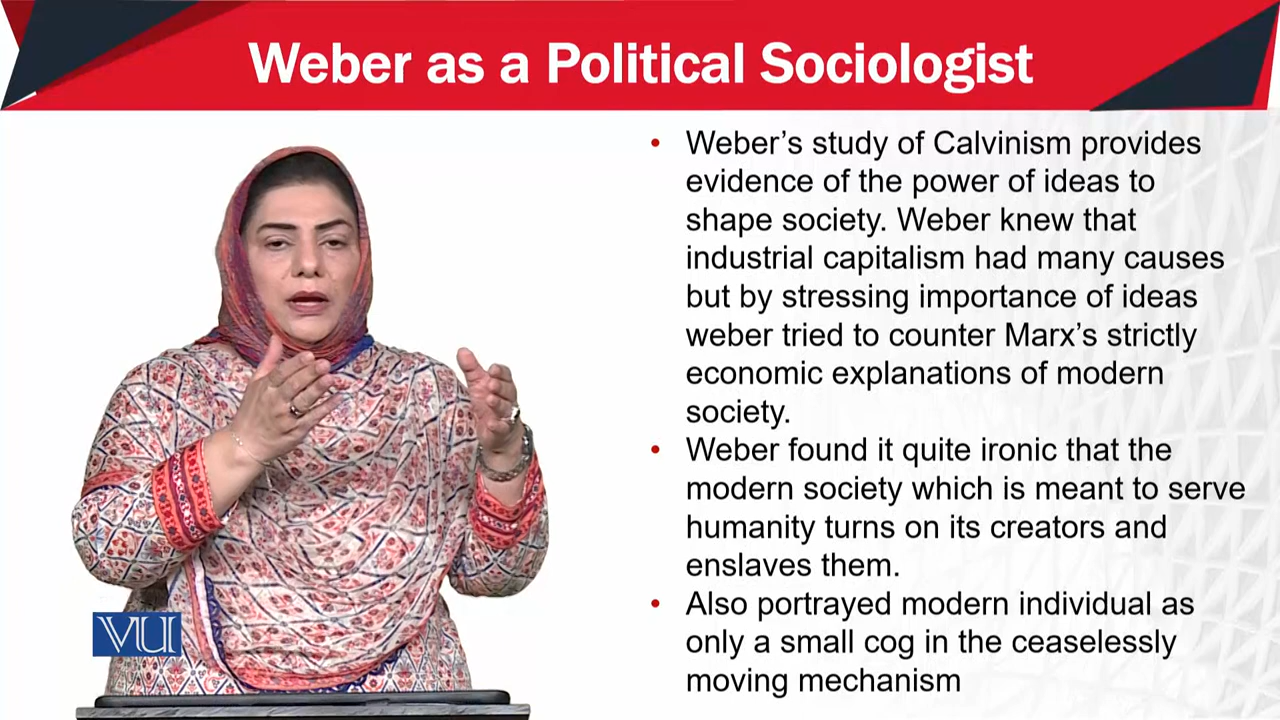 Weber as a Political Sociologist
• Weber’s study of Calvinism provides
evidence of the power of ideas to
shape society. Weber knew that
industrial capitalism had many causes
but by stressing importance of ideas
weber tried to counter Marx’s strictly
economic explanations of modern
society.
• Weber found it quite ironic that the
modern society which is meant to serve
humanity turns on its creators and
enslaves them.
• Also portrayed modern individual as
only a small cog in the ceaselessly
moving mechanism
VU